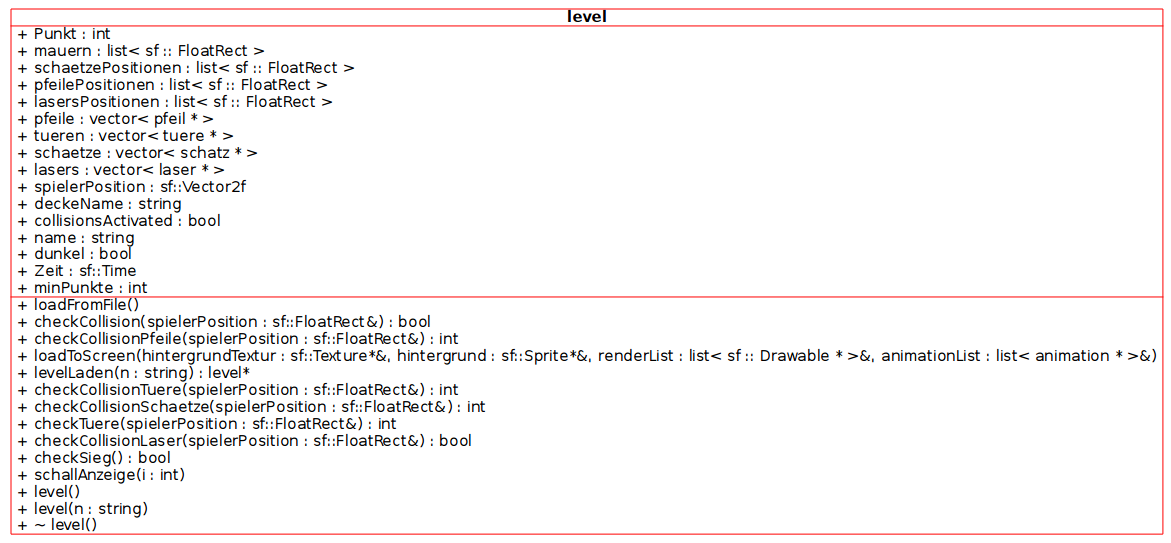 level
+ Punkt : int
+ mauern : list< sf :: FloatRect >
+ schaetzePositionen : list< sf :: FloatRect >
+ pfeilePositionen : list< sf :: FloatRect >
+ lasersPositionen : list< sf :: FloatRect >
+ pfeile : vector< pfeil * >
+ tueren : vector< tuere * >
+ schaetze : vector< schatz * >
+ lasers : vector< laser * >
+ spielerPosition : sf::Vector2f
+ deckeName : string
+ collisionsActivated : bool
+ name : string
+ dunkel : bool
+ Zeit : sf::Time
+ minPunkte : int
+ loadFromFile()
+ checkCollision(spielerPosition : sf::FloatRect&) : bool
+ checkCollisionPfeile(spielerPosition : sf::FloatRect&) : int
+ loadToScreen(hintergrundTextur : sf::Texture*&, hintergrund : sf::Sprite*&, renderList : list< sf :: Drawable * >&, animationList : list< animation * >&)
+ levelLaden(n : string) : level*
+ checkCollisionTuere(spielerPosition : sf::FloatRect&) : int
+ checkCollisionSchaetze(spielerPosition : sf::FloatRect&) : int
+ checkTuere(spielerPosition : sf::FloatRect&) : int
+ checkCollisionLaser(spielerPosition : sf::FloatRect&) : bool
+ checkSieg() : bool
+ schallAnzeige(i : int)
+ level()
+ level(n : string)
+ ~ level()